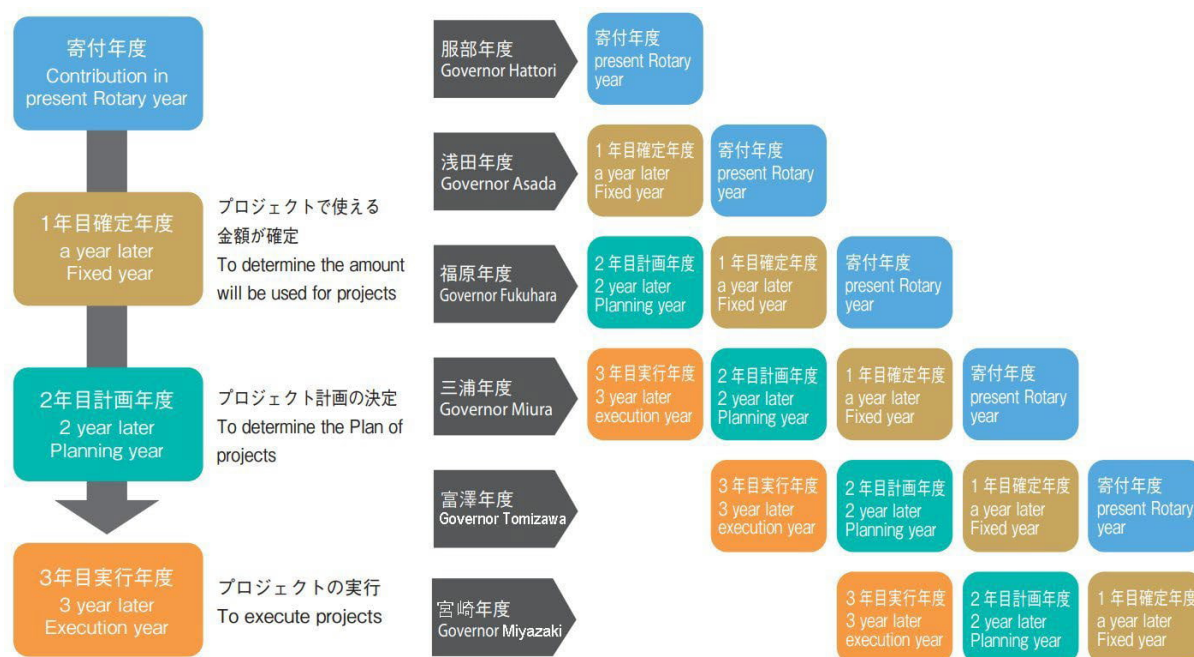 寄付年度
Contribution in
present Rotary year
1年目確定年度
a year later
Fixed year
プロジェクトで使える
金額が確定
To determine the amount
will be used for projects
2年目計画年度
2 year later
Planning year
プロジェクト計画の決定
To determine the Plan of
projects
3年目実行年度
3 year later
Execution year
プロジェクトの実行
To execute projects
服部年度
Governor Hattori
寄付年度
present Rotary
year
浅田年度
Governor Asada
1年目確定年度
a year later
Fixed year
寄付年度
present Rotary
year
福原年度
Governor Fukuhara
2年目計画年度
2 year later
Planning year
1年目確定年度
a year later
Fixed year
寄付年度
present Rotary
year
三浦年度
Governor Miura
3年目実行年度
3 year later
execution year
2年目計画年度
2 year later
Planning year
1年目確定年度
a year later
Fixed year
寄付年度
present Rotary
year
富澤年度
Governor Tomizawa
3年目実行年度
3 year later
execution year
2年目計画年度
2 year later
Planning year
1年目確定年度
a year later
Fixed year
寄付年度
present Rotary
year
宮崎年度
Governor Miyazaki
3年目実行年度
3 year later
execution year
2年目計画年度
2 year later
Planning year
1年目確定年度
a year later
Fixed year